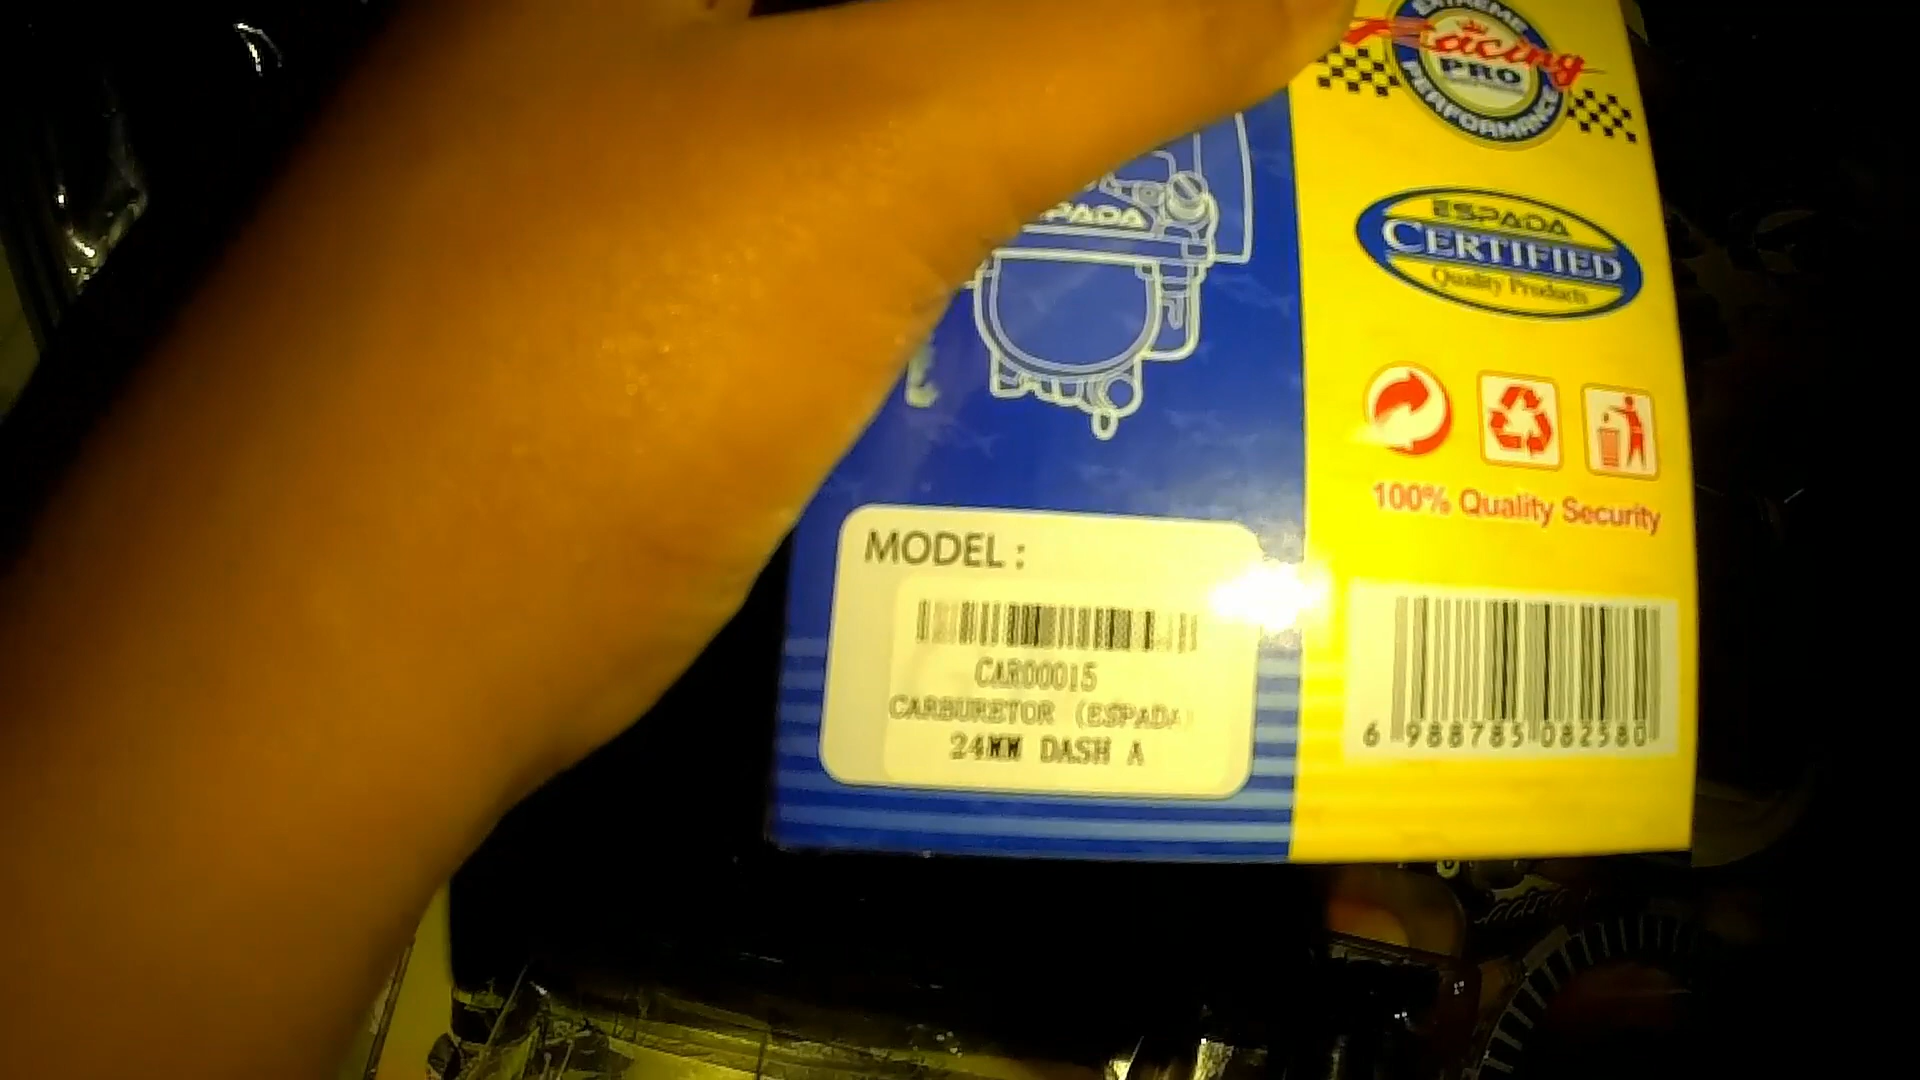 EXTREME
Racing
PRO
PERFORMANCE
ESPADA
CERTIFIED
Quality Products
PADA
100% Quality Security
MODEL :
CAR00015
CARBURETOR (ESPADA)
24MM DASH A
6 988785 082580